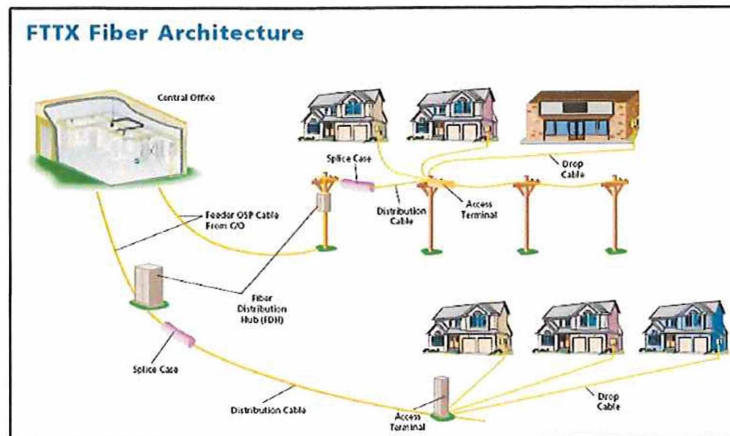 FTTX Fiber Architecture
Central Office
Splice Case
Drop
Cable
Feeder OSP Cable
From C/O
Distribution
Cable
Access
Terminal
Fiber
Distribution
Hub (FDH)
Splice Case
Distribution Cable
Access
Terminal
Drop
Cable